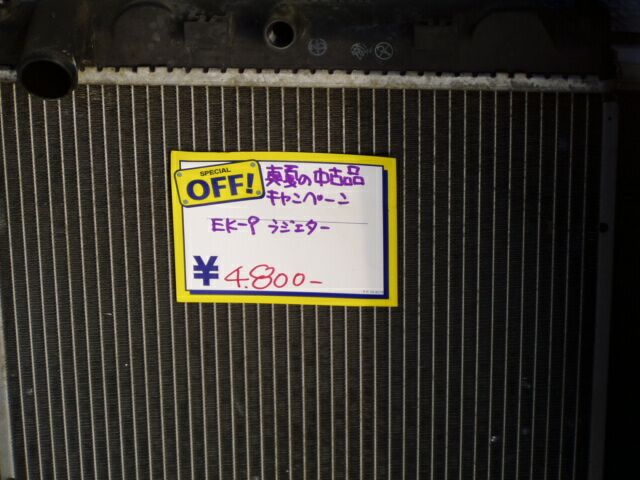 SPECIAL
OFF!
真夏の中古品
キャンペーン
EK-9 ラジエター
¥ 4.800-